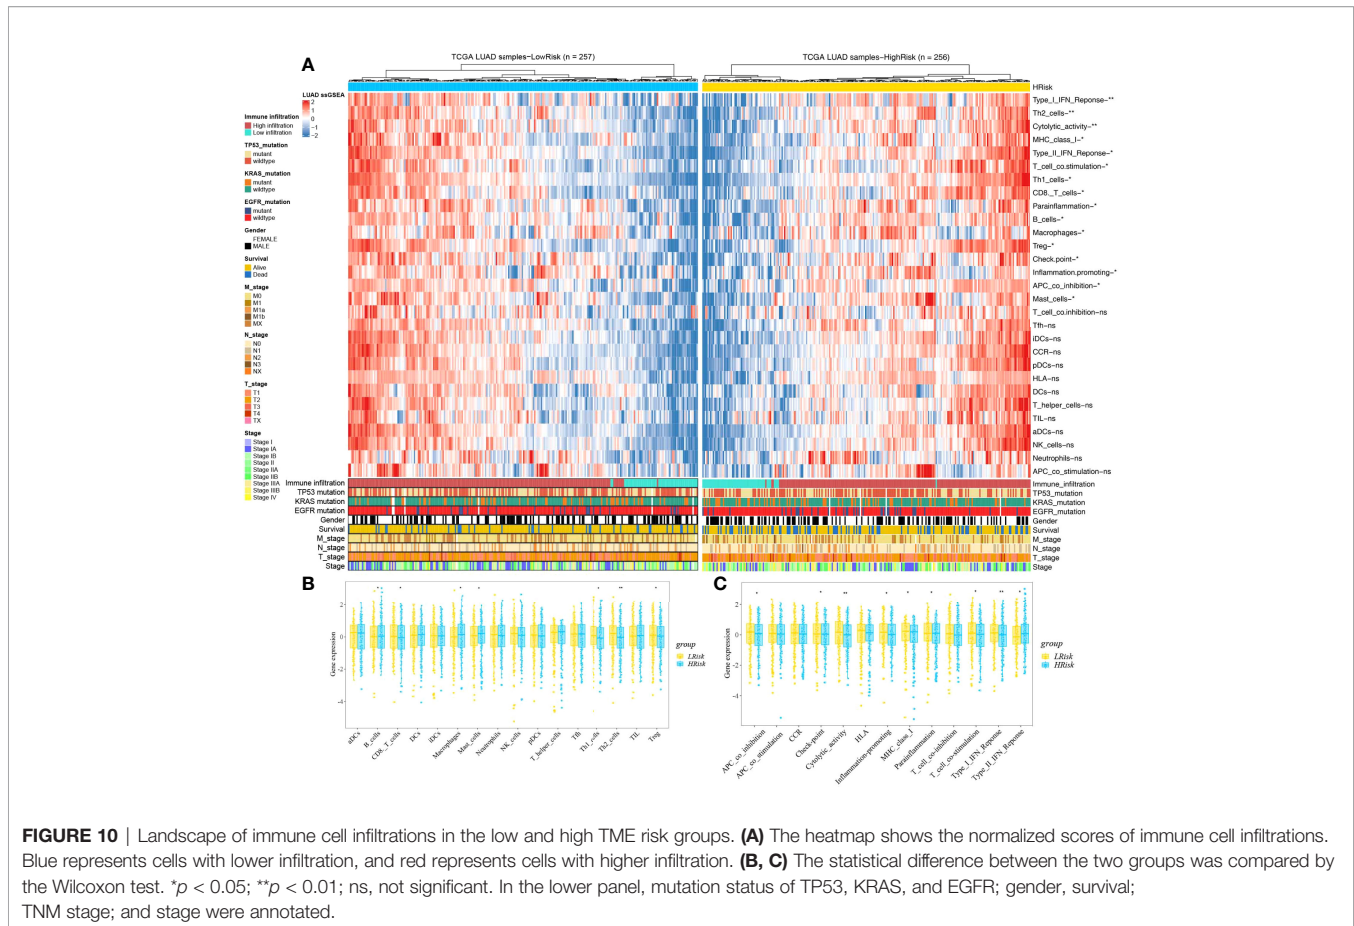 A
TCGA LUAD samples-LowRisk (n = 257)
TCGA LUAD samples-HighRisk (n = 256)
LUAD ssGSEA
2
1
0
-1
-2
Immune infiltration
High infiltration
Low infiltration
TP53_mutation
mutant
wildtype
KRAS_mutation
mutant
wildtype
EGFR_mutation
mutant
wildtype
Gender
FEMALE
MALE
Survival
Alive
Dead
M_stage
M0
M1
M1a
M1b
MX
N_stage
N0
N1
N2
N3
NX
T_stage
T1
T2
T3
T4
TX
Stage
Stage I
Stage IA
Stage IB
Stage II
Stage IIA
Stage IIB
Stage IIIA
Stage IIIB
Stage IV
HRisk
Type_I_IFN_Reponse-**
Th2_cells-**
Cytolytic_activity-**
MHC_class_I-*
Type_II_IFN_Reponse-*
T_cell_co.stimulation-*
Th1_cells-*
CD8._T_cells-*
Parainflammation-*
B_cells-*
Macrophages-*
Treg-*
Check.point-*
Inflammation.promoting-*
APC_co_inhibition-*
Mast_cells-*
T_cell_co.inhibition-ns
Tfh-ns
iDCs-ns
CCR-ns
pDCs-ns
HLA-ns
DCs-ns
T_helper_cells-ns
TIL-ns
aDCs-ns
NK_cells-ns
Neutrophils-ns
APC_co_stimulation-ns
Immune infiltration
TP53 mutation
KRAS mutation
EGFR mutation
Gender
Survival
M_stage
N_stage
T_stage
Stage
Immune_infiltration
TP53_mutation
KRAS_mutation
EGFR_mutation
Gender
Survival
M_stage
N_stage
T_stage
Stage
B
Gene expression
2
0
-2
-4
* * * * * ** *
aDCs
B_cells
CD8_T_cells
DCs
iDCs
Macrophages
Mast_cells
Neutrophils
NK_cells
pDCs
T_helper_cells
Tfh
Th1_cells
Th2_cells
TIL
Treg
group
LRisk
HRisk
C
Gene expression
2
0
-2
-4
* * ** * * * * ** *
APC_co_inhibition
APC_co_stimulation
CCR
Check-point
Cytolytic_activity
HLA
Inflammation-promoting
MHC_class_I
Parainflammation
T_cell_co-inhibition
T_cell_co-stimulation
Type_I_IFN_Reponse
Type_II_IFN_Reponse
group
LRisk
HRisk
FIGURE 10 | Landscape of immune cell infiltrations in the low and high TME risk groups. (A) The heatmap shows the normalized scores of immune cell infiltrations.
Blue represents cells with lower infiltration, and red represents cells with higher infiltration. (B, C) The statistical difference between the two groups was compared by
the Wilcoxon test. *p < 0.05; **p < 0.01; ns, not significant. In the lower panel, mutation status of TP53, KRAS, and EGFR; gender, survival;
TNM stage; and stage were annotated.